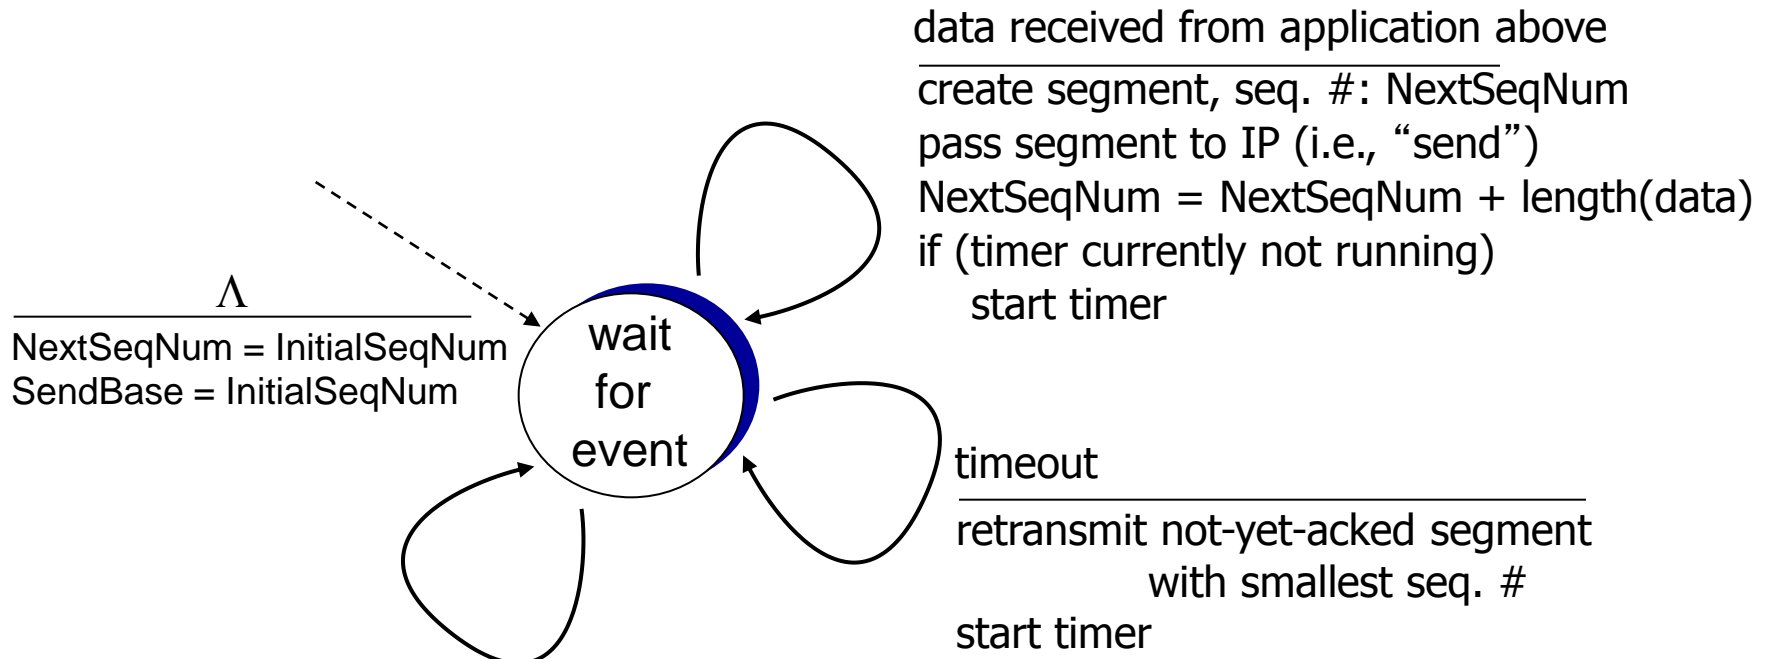 data received from application above
create segment, seq. #: NextSeqNum
pass segment to IP (i.e., “send”)
NextSeqNum = NextSeqNum + length(data)
if (timer currently not running)
start timer
Λ
NextSeqNum = InitialSeqNum
SendBase = InitialSeqNum
wait
for
event
timeout
retransmit not-yet-acked segment
with smallest seq. #
start timer